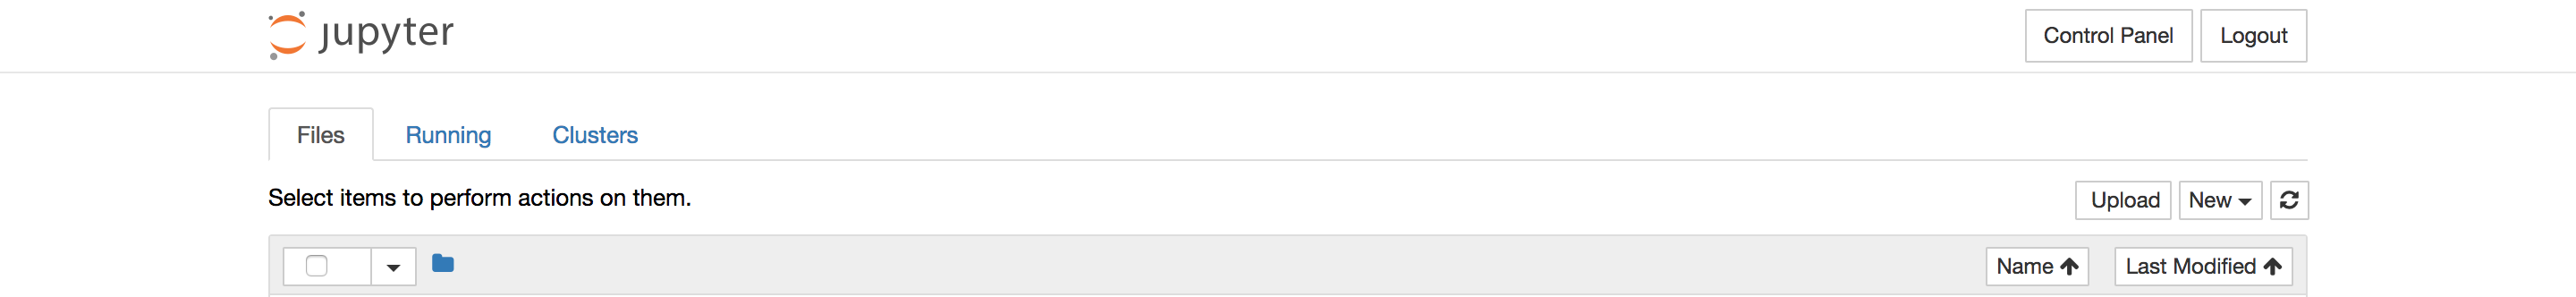 jupyter
Control Panel Logout
Files Running Clusters
Select items to perform actions on them.
Upload New
Name Last Modified